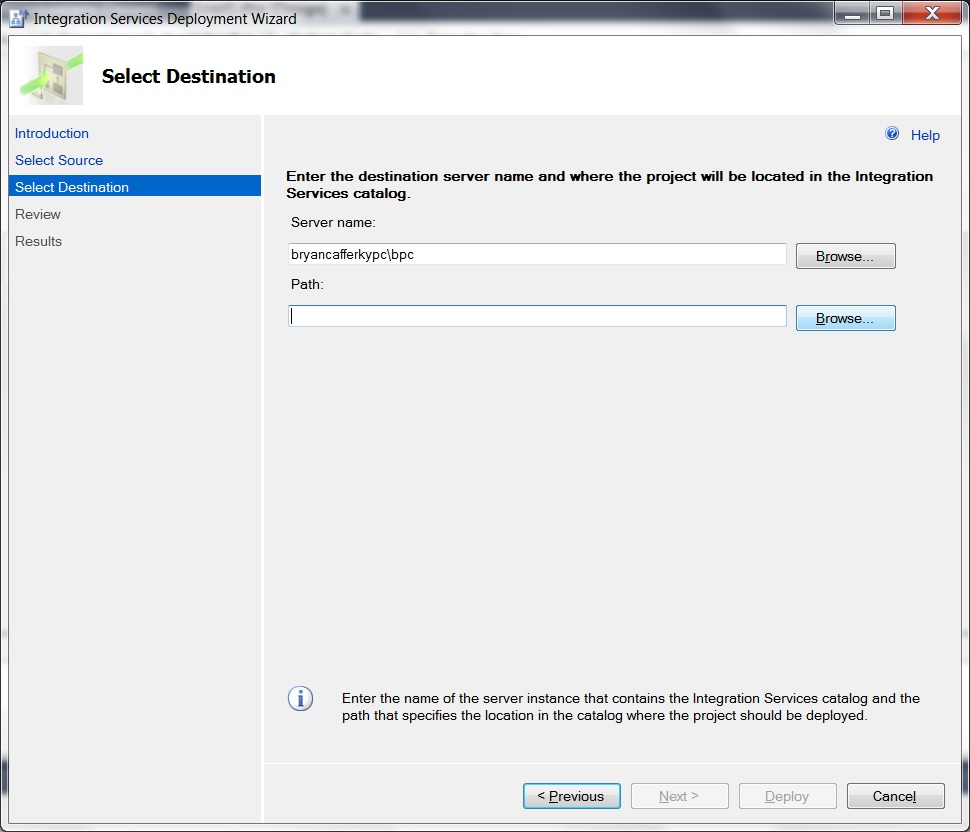 Integration Services Deployment Wizard
Select Destination
Introduction
Select Source
Select Destination
Review
Results
Help
Enter the destination server name and where the project will be located in the Integration
Services catalog.
Server name:
bryancafferkypc\bpc
Browse...
Path:
Browse...
Enter the name of the server instance that contains the Integration Services catalog and the
path that specifies the location in the catalog where the project should be deployed.
< Previous
Next >
Deploy
Cancel